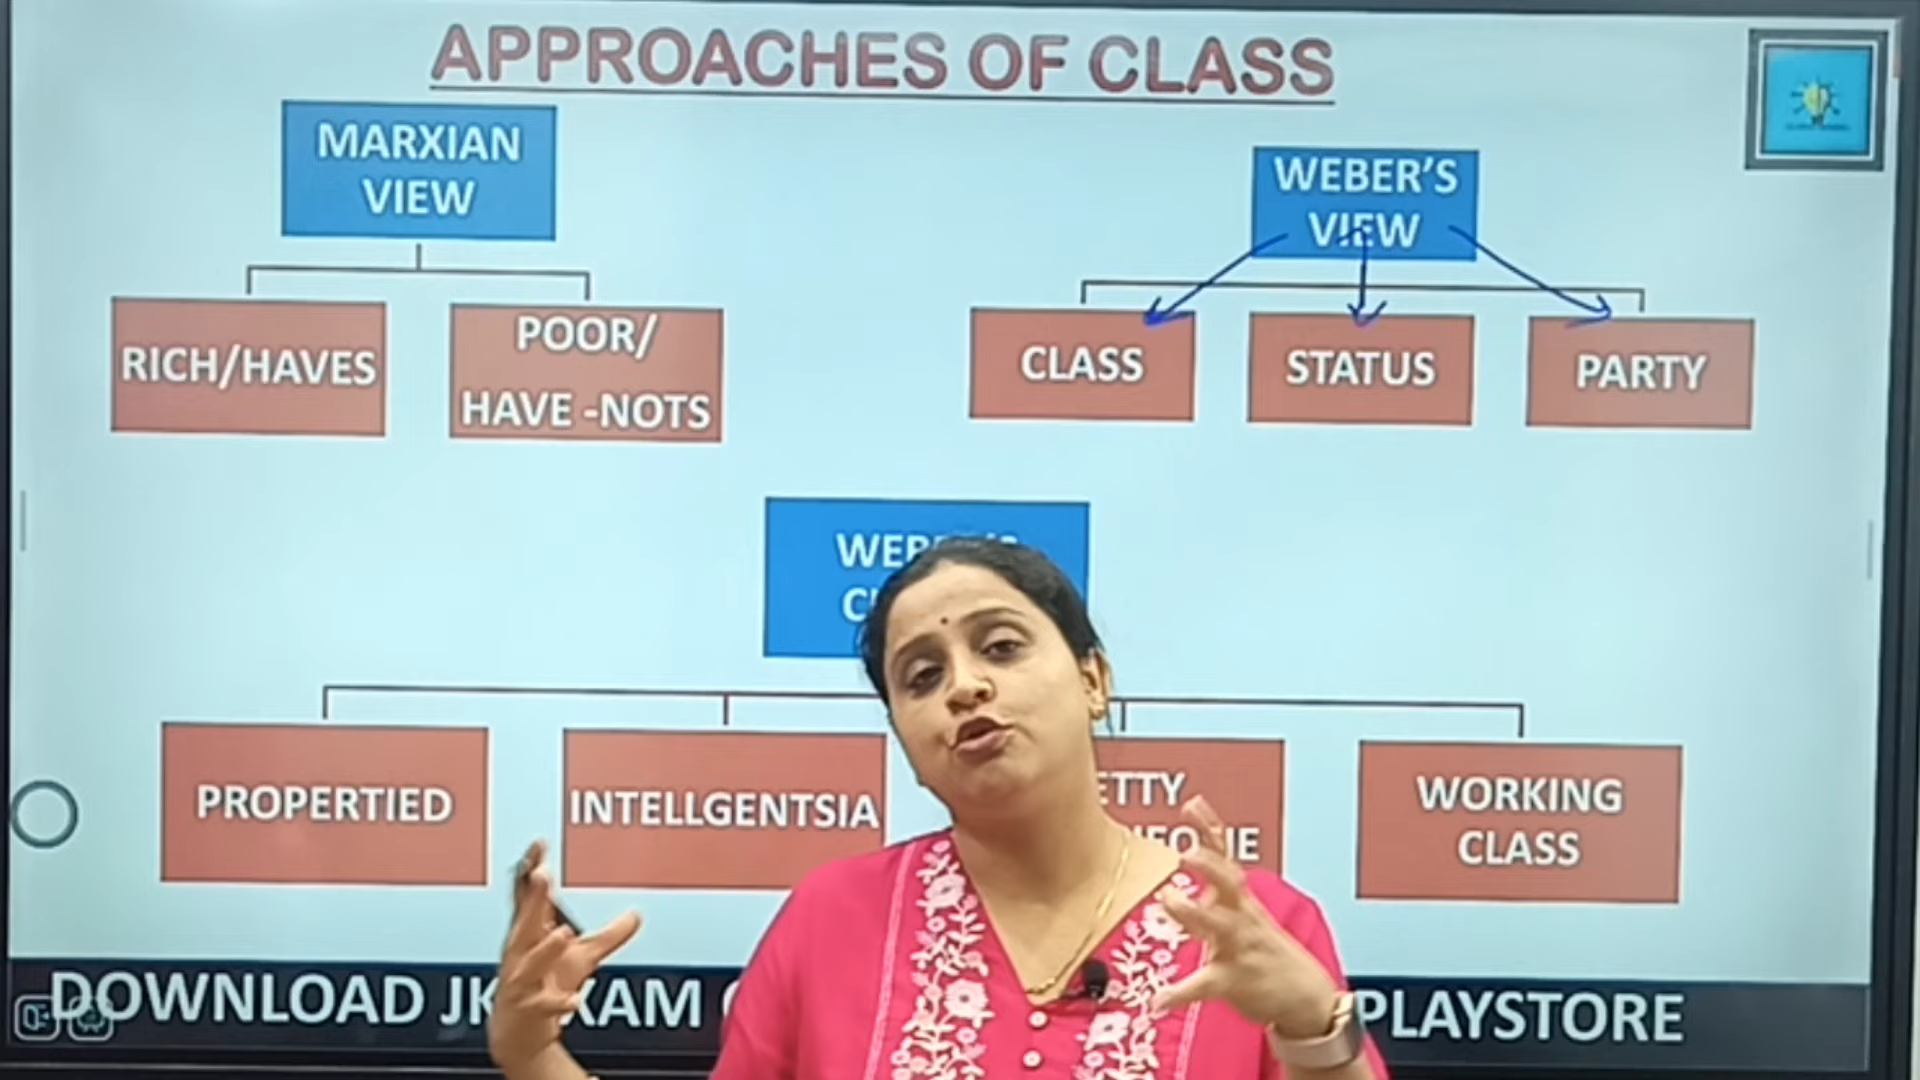 APPROACHES OF CLASS
MARXIAN
VIEW
RICH/HAVES
POOR/
HAVE -NOTS
WEBER'S
VIEW
CLASS
STATUS
PARTY
PROPERTIED
INTELLGENTSIA
WORKING
CLASS
DOWNLOAD
PLAYSTORE